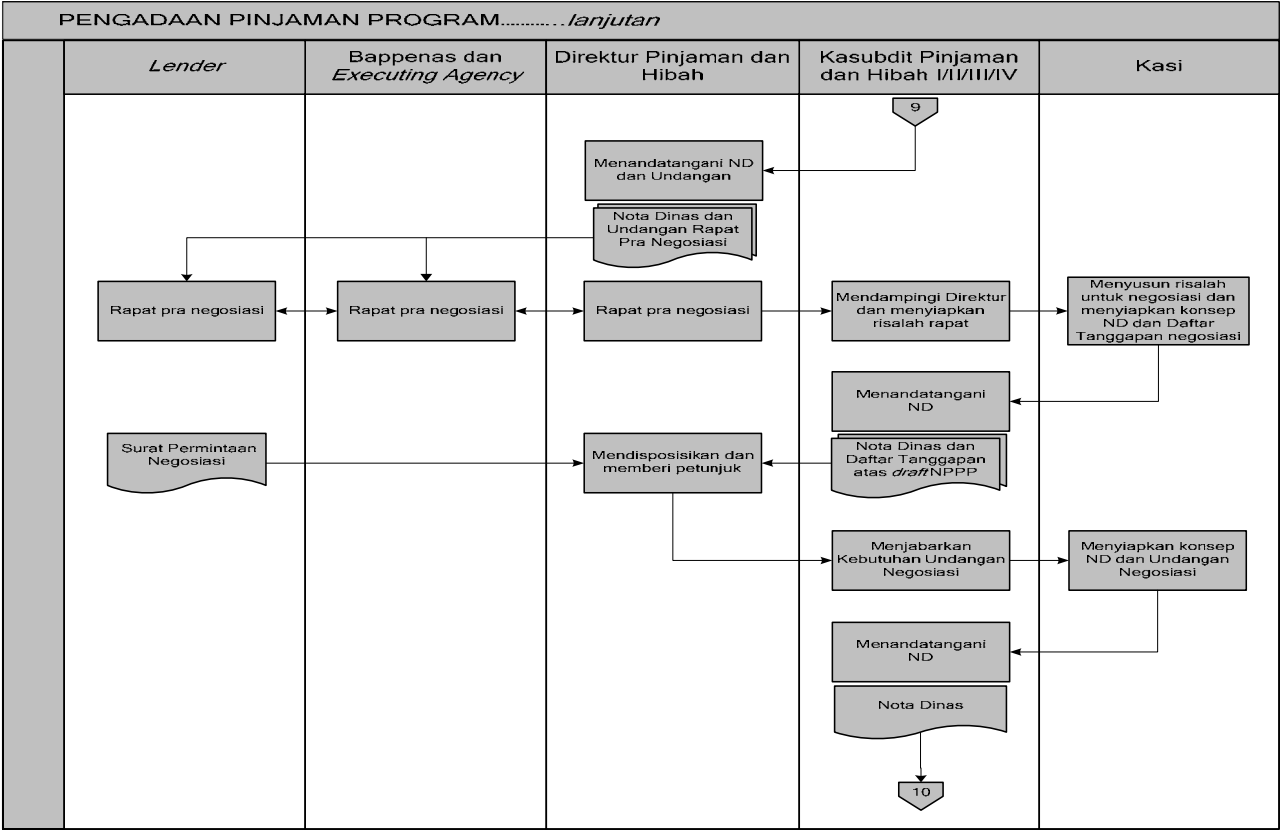 PENGADAAN PINJAMAN PROGRAM...........lanjutan
Lender
Bappenas dan
Executing Agency
Direktur Pinjaman dan
Hibah
Kasubdit Pinjaman
dan Hibah I/II/III/IV
Kasi
9
Menandatangani ND
dan Undangan
Nota Dinas dan
Undangan Rapat
Pra Negosiasi
Rapat pra negosiasi
Rapat pra negosiasi
Rapat pra negosiasi
Mendampingi Direktur
dan menyiapkan
risalah rapat
Menyusun risalah
untuk negosiasi dan
menyiapkan konsep
ND dan Daftar
Tanggapan negosiasi
Menandatangani
ND
Surat Permintaan
Negosiasi
Mendisposisikan dan
memberi petunjuk
Nota Dinas dan
Daftar Tanggapan
atas draft NPPP
Menjabarkan
Kebutuhan Undangan
Negosiasi
Menyiapkan konsep
ND dan Undangan
Negosiasi
Menandatangani
ND
Nota Dinas
10